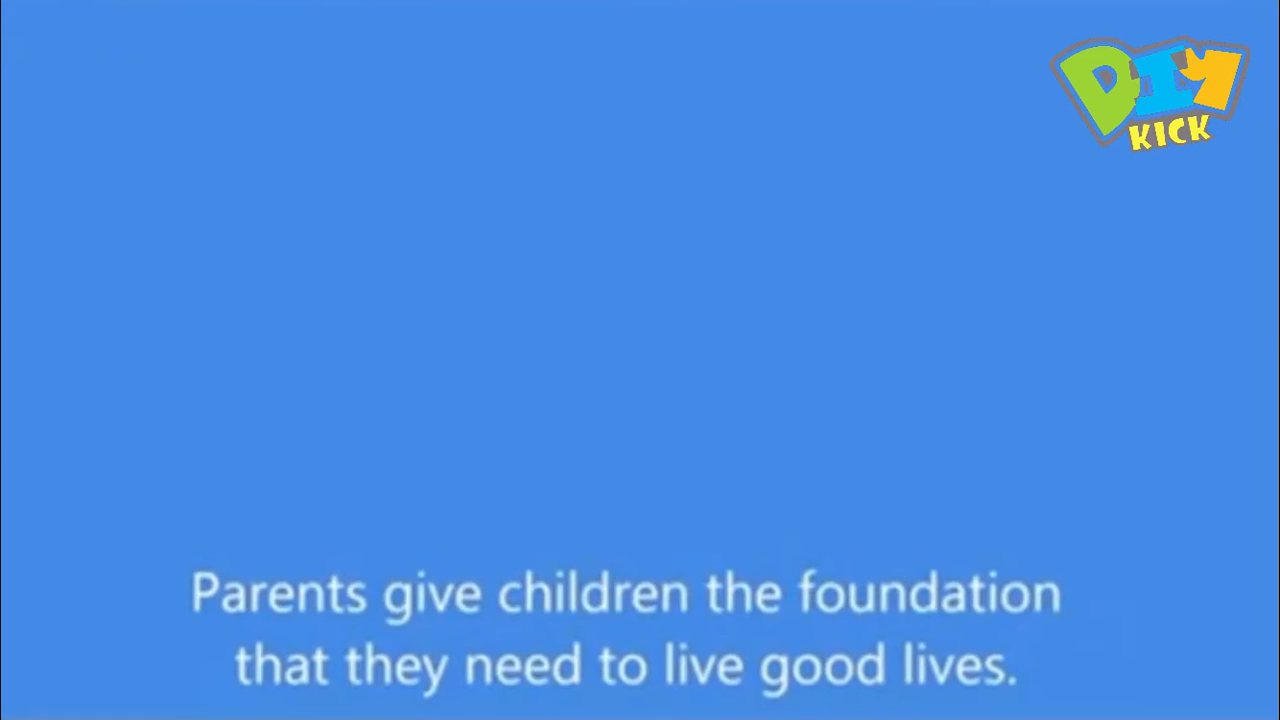 DIY
KICK
Parents give children the foundation
that they need to live good lives.